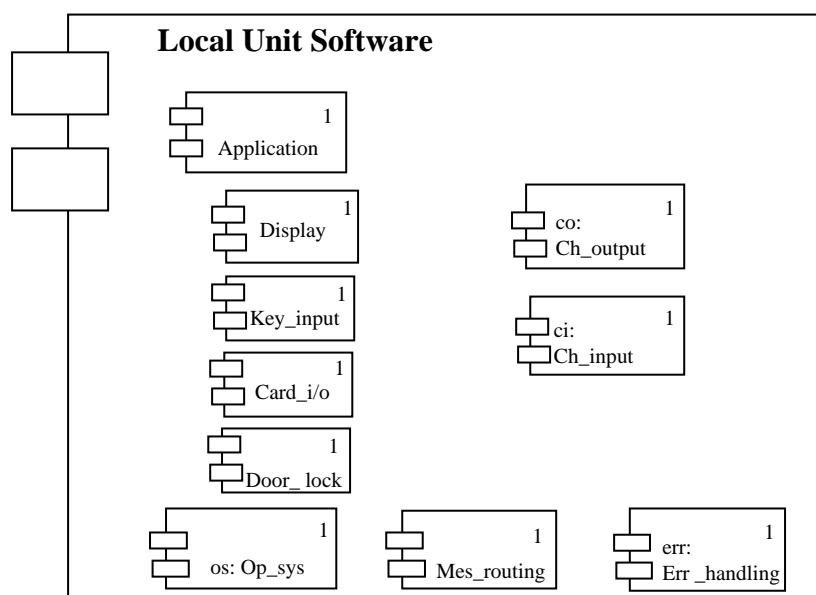 Local Unit Software
1
Application
1
Display
1
co:
Ch_output
1
Key_input
1
ci:
Ch_input
1
Card_i/o
1
Door_ lock
1
os: Op_sys
1
Mes_routing
1
err:
Err _handling